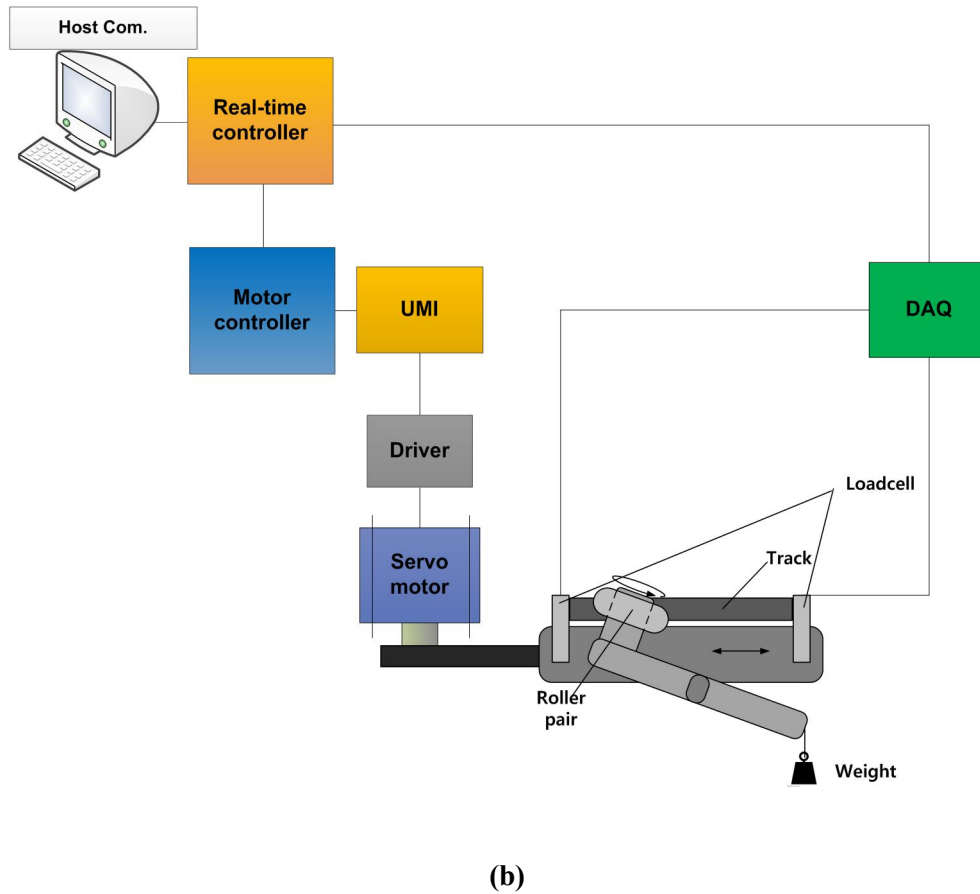 Host Com.
Real-time
controller
Motor
controller
UMI
DAQ
Driver
Loadcell
Servo
motor
Track
Roller
pair
Weight
(b)